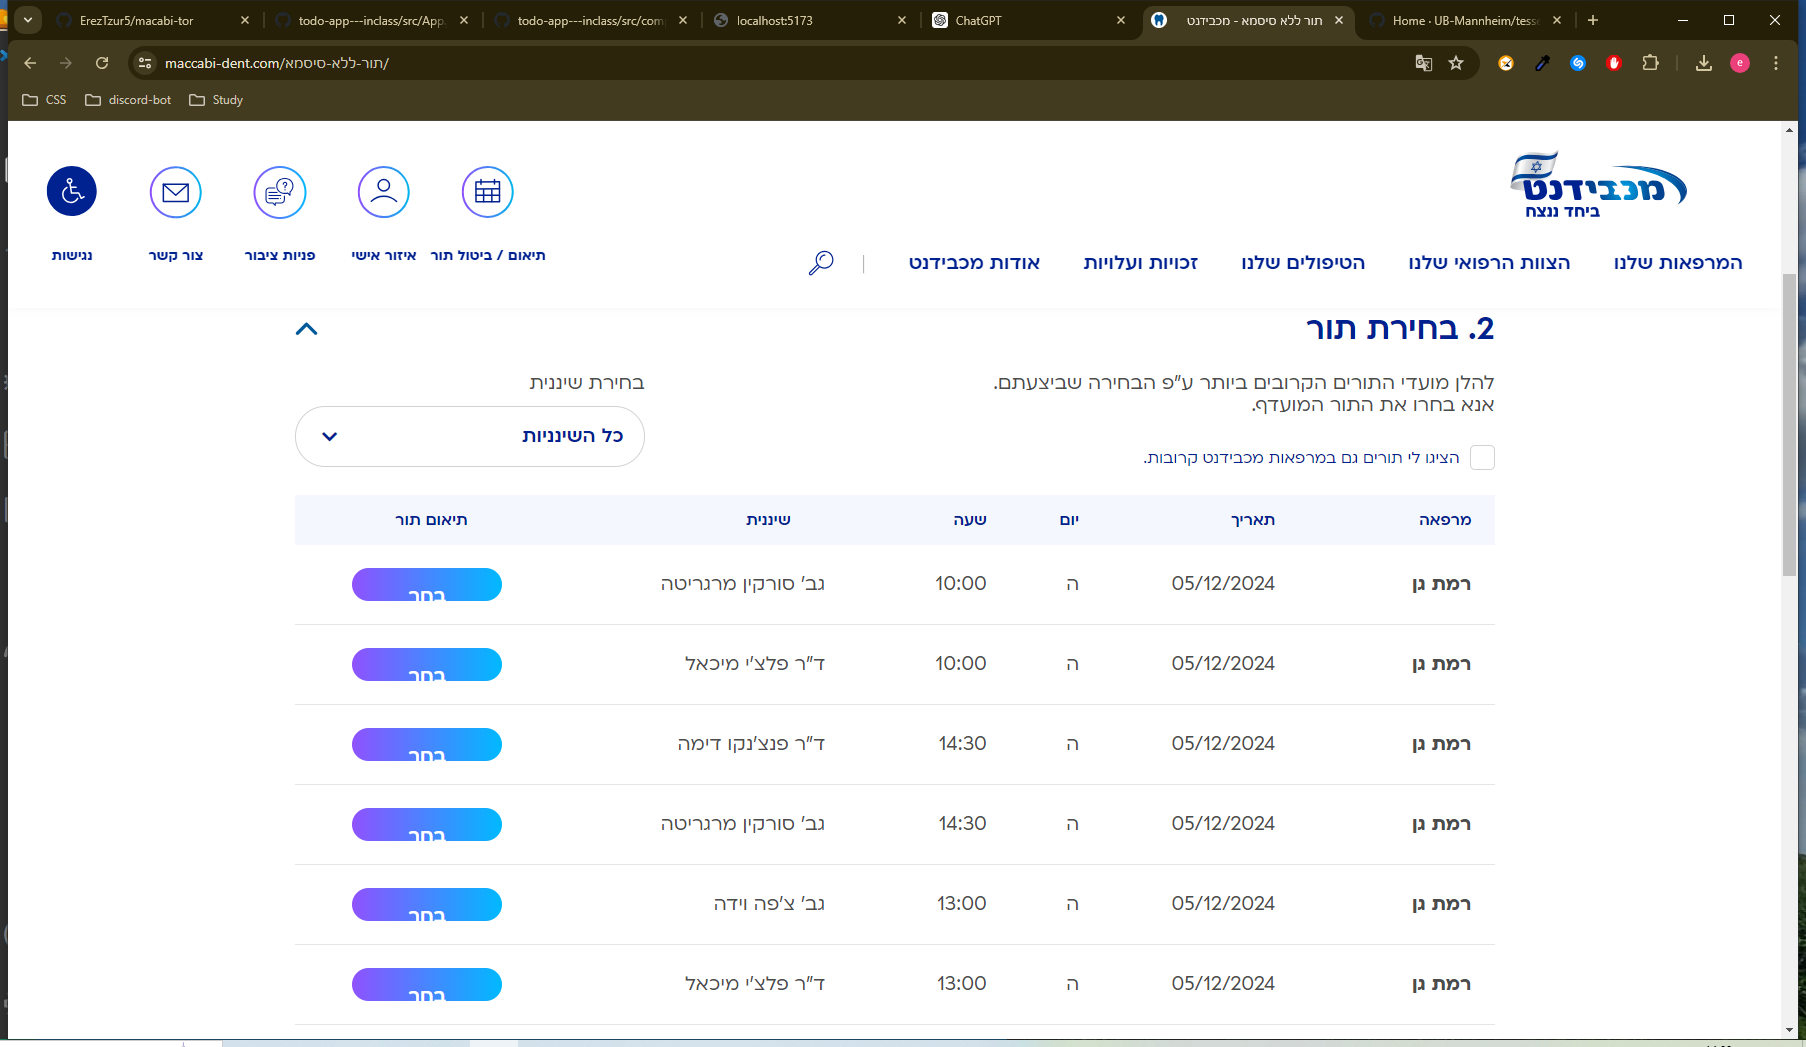 ErezTzur5/macabi-tor
todo-app---inclass/src/App.
todo-app---inclass/src/com
localhost:5173
ChatGPT
תור ללא סיסמא - מכבידנט
Home · UB-Mannheim/tess
maccabi-dent.com/תור-ללא-סיסמא/
e
CSS
discord-bot
Study
מכבידנט
ביחד ננצח
תיאום / ביטול תור
איזור אישי
פניות ציבור
צור קשר
נגישות
המרפאות שלנו
הצוות הרפואי שלנו
הטיפולים שלנו
זכויות ועלויות
אודות מכבידנט
2. בחירת תור
להלן מועדי התורים הקרובים ביותר ע"פ הבחירה שביצעתם.
אנא בחרו את התור המועדף.
בחירת שיננית
כל השינניות
הציגו לי תורים גם במרפאות מכבידנט קרובות.
מרפאה תאריך יום שעה שיננית תיאום תור
רמת גן 05/12/2024 ה 10:00 גב' סורקין מרגריטה בחר
רמת גן 05/12/2024 ה 10:00 ד"ר פלצ'י מיכאל בחר
רמת גן 05/12/2024 ה 14:30 ד"ר פנצ'נקו דימה בחר
רמת גן 05/12/2024 ה 14:30 גב' סורקין מרגריטה בחר
רמת גן 05/12/2024 ה 13:00 גב' צ'פה וידה בחר
רמת גן 05/12/2024 ה 13:00 ד"ר פלצ'י מיכאל בחר